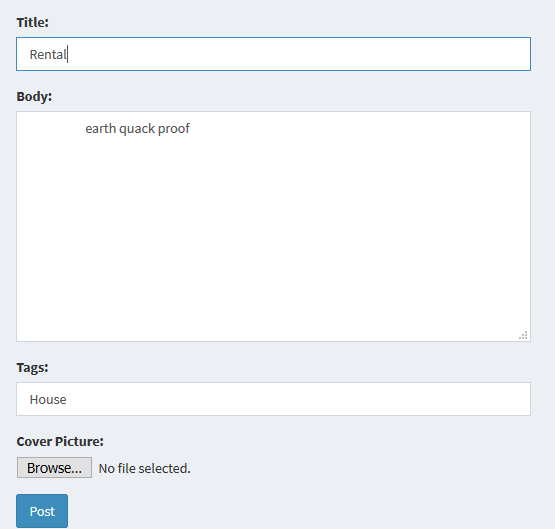 Title:
Rental
Body:
earth quack proof
Tags:
House
Cover Picture:
Browse... No file selected.
Post